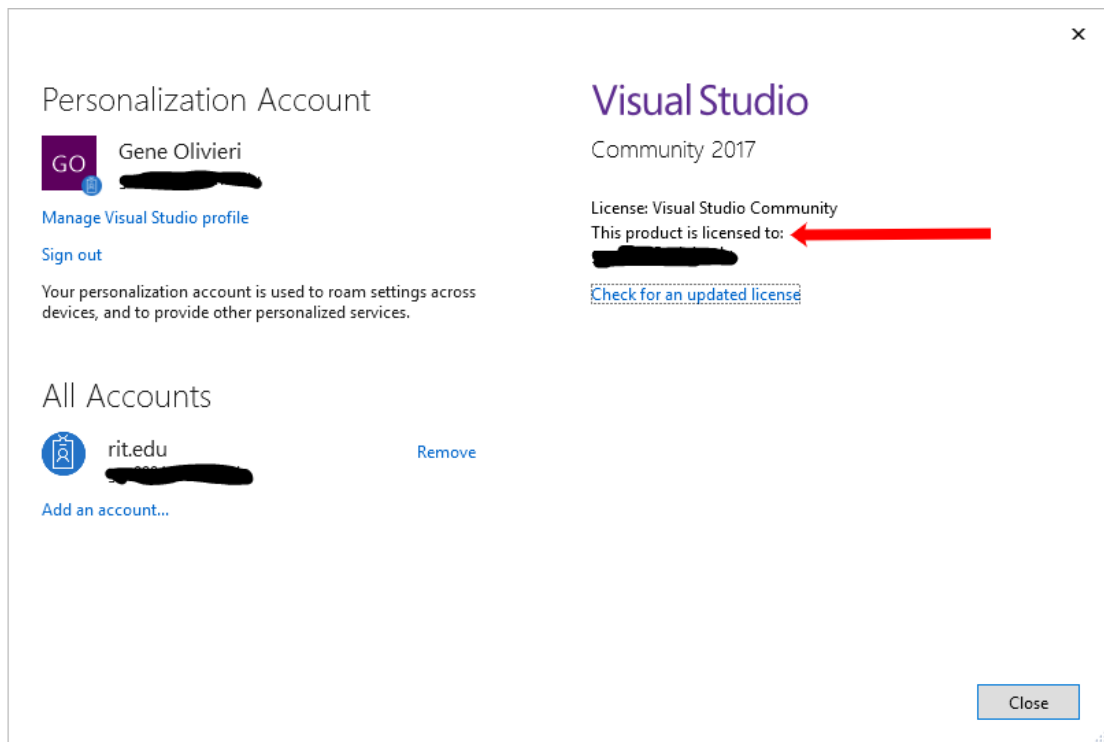 Personalization Account
GO
Gene Olivieri
Manage Visual Studio profile
Sign out
Your personalization account is used to roam settings across
devices, and to provide other personalized services.
All Accounts
rit.edu
Remove
Add an account...
Visual Studio
Community 2017
License: Visual Studio Community
This product is licensed to:
Check for an updated license
Close